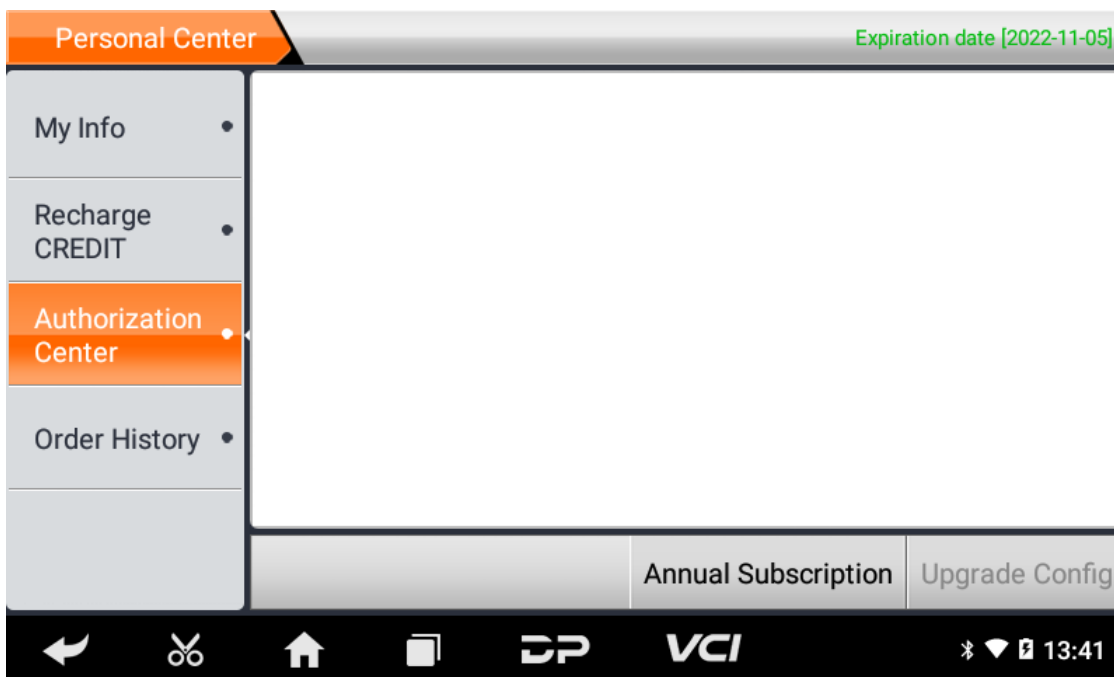 Personal Center
Expiration date [2022-11-05]
My Info
Recharge
CREDIT
Authorization
Center
Order History
Annual Subscription
Upgrade Config
DP
VCI
13:41